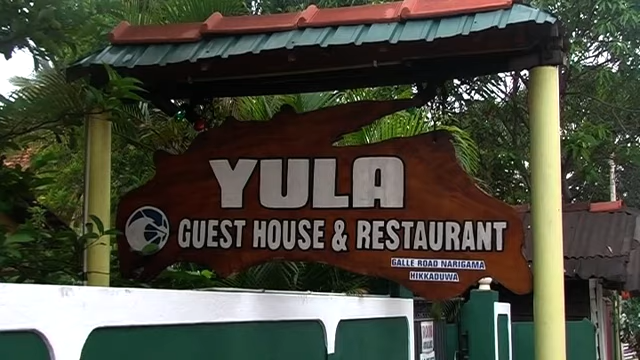 YULA
GUEST HOUSE & RESTAURANT
GALLE ROAD NARIGAMA
HIKKADUWA